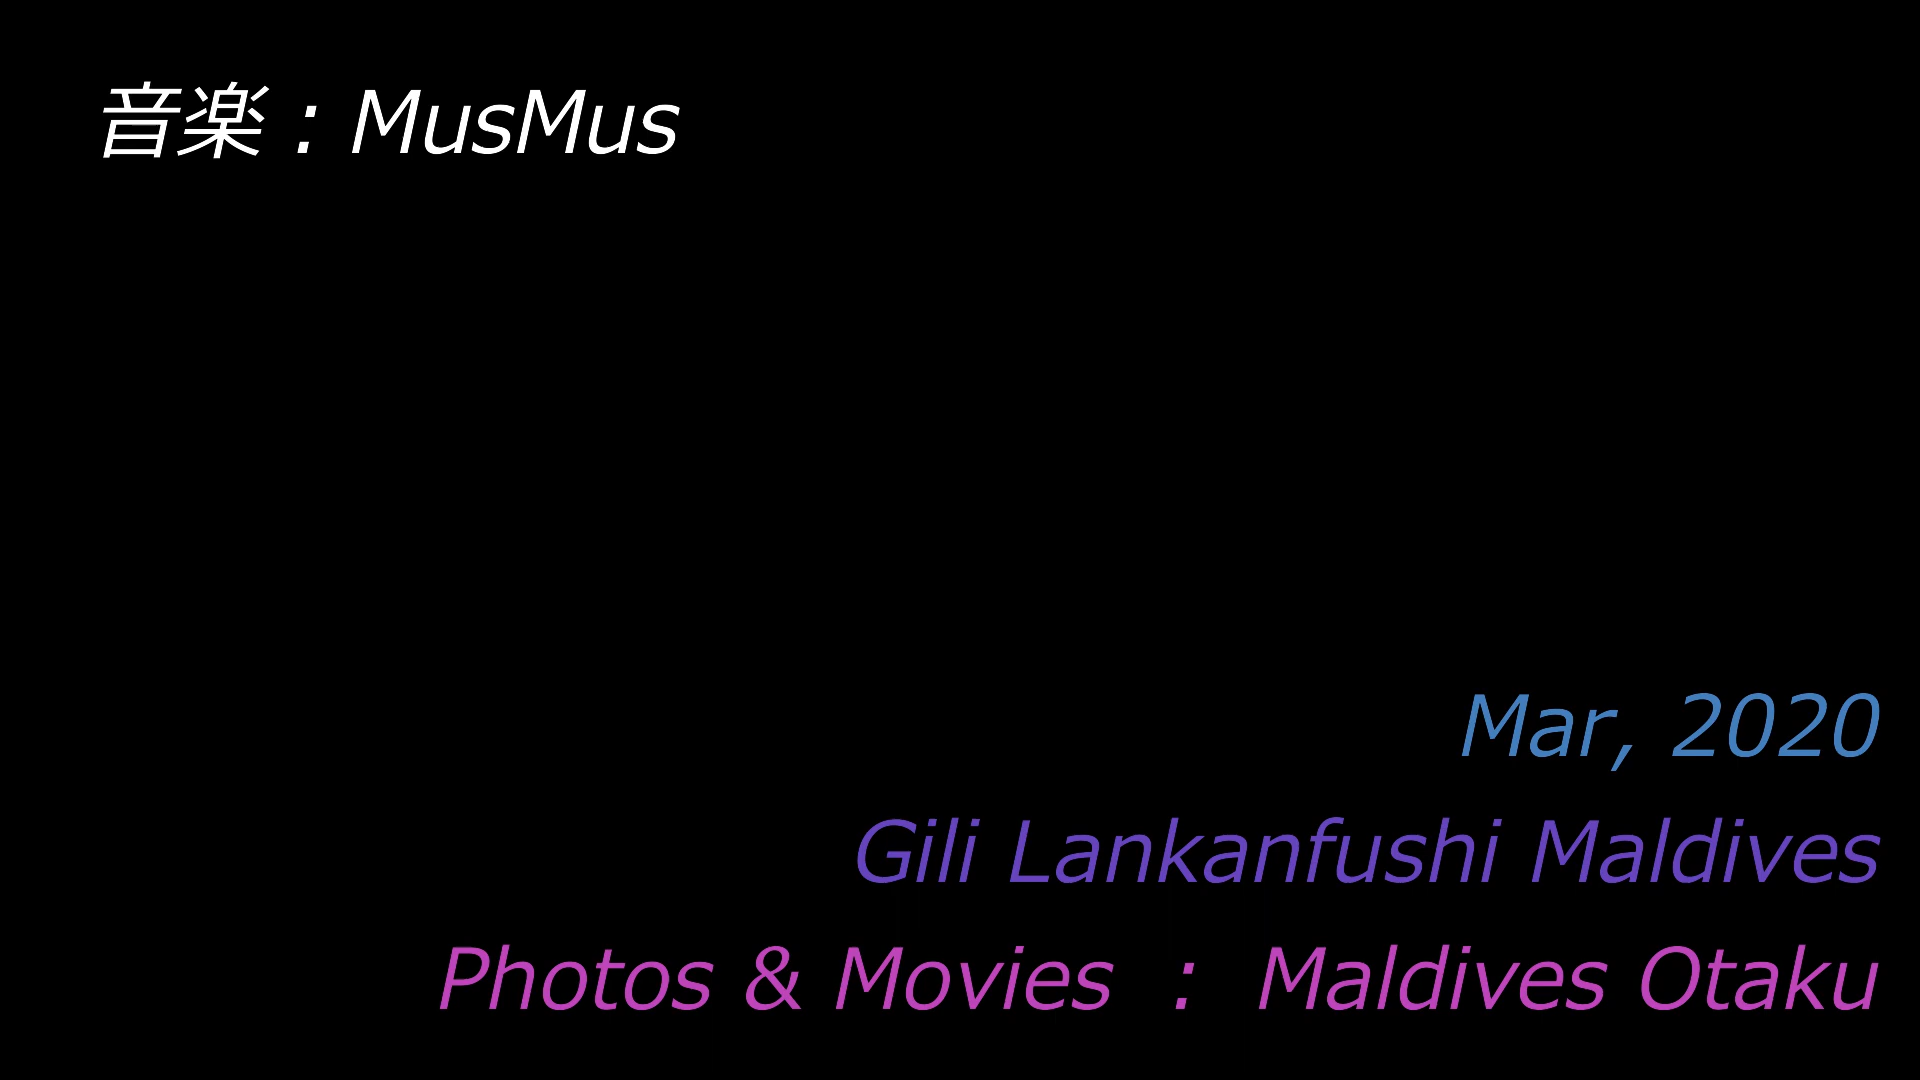 音楽 : MusMus
Mar, 2020
Gili Lankanfushi Maldives
Photos & Movies : Maldives Otaku